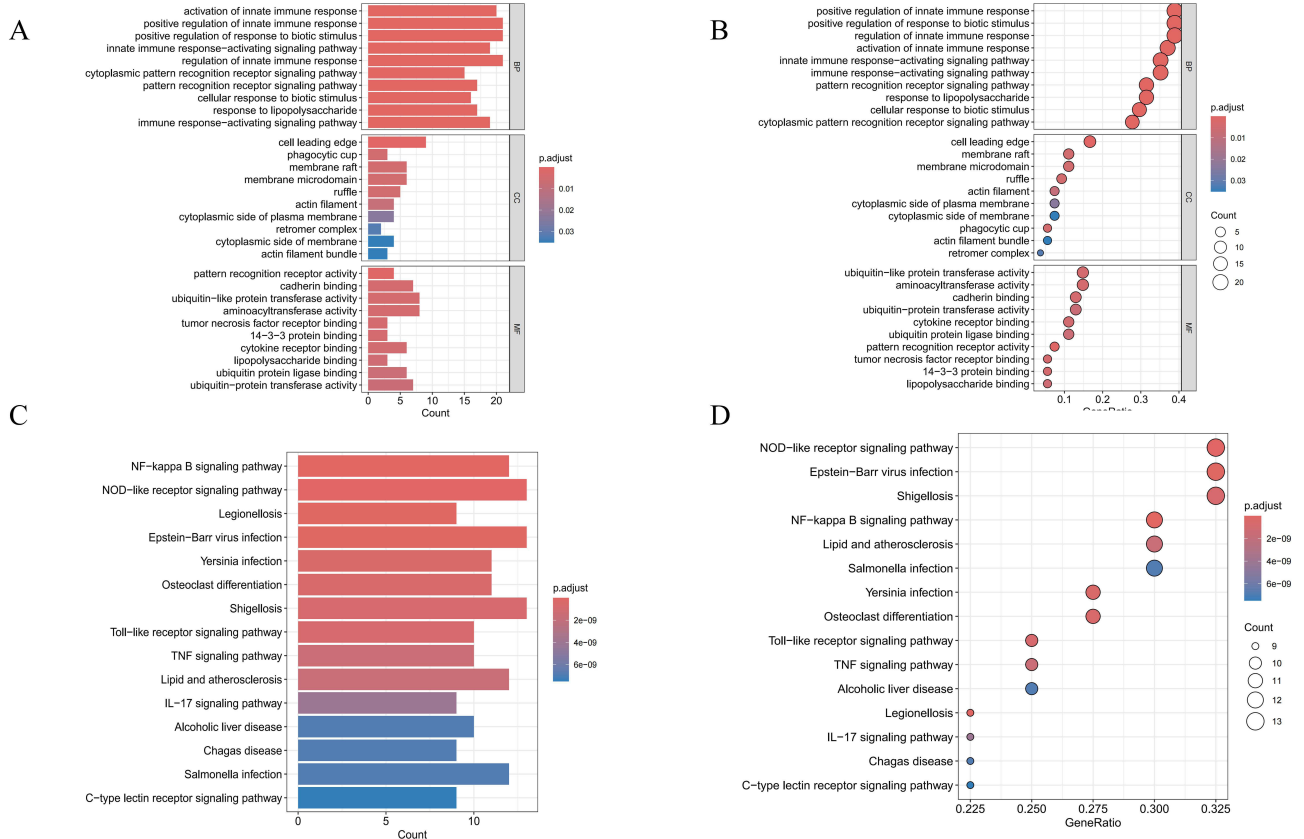 A
activation of innate immune response
positive regulation of innate immune response
positive regulation of response to biotic stimulus
innate immune response−activating signaling pathway
regulation of innate immune response
cytoplasmic pattern recognition receptor signaling pathway
pattern recognition receptor signaling pathway
cellular response to biotic stimulus
response to lipopolysaccharide
immune response−activating signaling pathway
BP
cell leading edge
phagocytic cup
membrane raft
membrane microdomain
ruffle
actin filament
cytoplasmic side of plasma membrane
retromer complex
cytoplasmic side of membrane
actin filament bundle
CC
pattern recognition receptor activity
cadherin binding
ubiquitin−like protein transferase activity
aminoacyltransferase activity
tumor necrosis factor receptor binding
14−3−3 protein binding
cytokine receptor binding
lipopolysaccharide binding
ubiquitin protein ligase binding
ubiquitin−protein transferase activity
MF
0 5 10 15 20
Count
p.adjust
0.01
0.02
0.03
B
positive regulation of innate immune response
positive regulation of response to biotic stimulus
regulation of innate immune response
activation of innate immune response
innate immune response−activating signaling pathway
immune response−activating signaling pathway
pattern recognition receptor signaling pathway
response to lipopolysaccharide
cellular response to biotic stimulus
cytoplasmic pattern recognition receptor signaling pathway
BP
cell leading edge
membrane raft
membrane microdomain
ruffle
actin filament
cytoplasmic side of plasma membrane
cytoplasmic side of membrane
phagocytic cup
actin filament bundle
retromer complex
CC
ubiquitin−like protein transferase activity
aminoacyltransferase activity
cadherin binding
ubiquitin−protein transferase activity
cytokine receptor binding
ubiquitin protein ligase binding
pattern recognition receptor activity
tumor necrosis factor receptor binding
14−3−3 protein binding
lipopolysaccharide binding
MF
0.1 0.2 0.3 0.4
GeneRatio
p.adjust
0.01
0.02
0.03
Count
5
10
15
20
C
NF−kappa B signaling pathway
NOD−like receptor signaling pathway
Legionellosis
Epstein−Barr virus infection
Yersinia infection
Osteoclast differentiation
Shigellosis
Toll−like receptor signaling pathway
TNF signaling pathway
Lipid and atherosclerosis
IL−17 signaling pathway
Alcoholic liver disease
Chagas disease
Salmonella infection
C−type lectin receptor signaling pathway
0 5 10
Count
p.adjust
2e−09
4e−09
6e−09
D
NOD−like receptor signaling pathway
Epstein−Barr virus infection
Shigellosis
NF−kappa B signaling pathway
Lipid and atherosclerosis
Salmonella infection
Yersinia infection
Osteoclast differentiation
Toll−like receptor signaling pathway
TNF signaling pathway
Alcoholic liver disease
Legionellosis
IL−17 signaling pathway
Chagas disease
C−type lectin receptor signaling pathway
0.225 0.250 0.275 0.300 0.325
GeneRatio
p.adjust
2e−09
4e−09
6e−09
Count
9
10
11
12
13